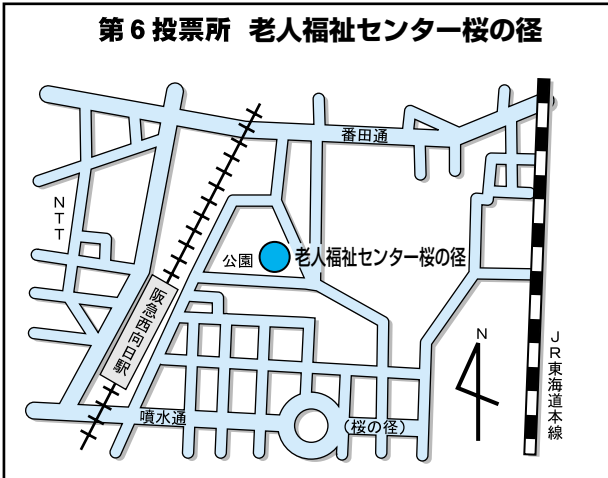 第6投票所 老人福祉センター桜の径
番田通
NTT
公園
老人福祉センター桜の径
阪急西向日駅
N
JR東海道本線
噴水通
(桜の径)